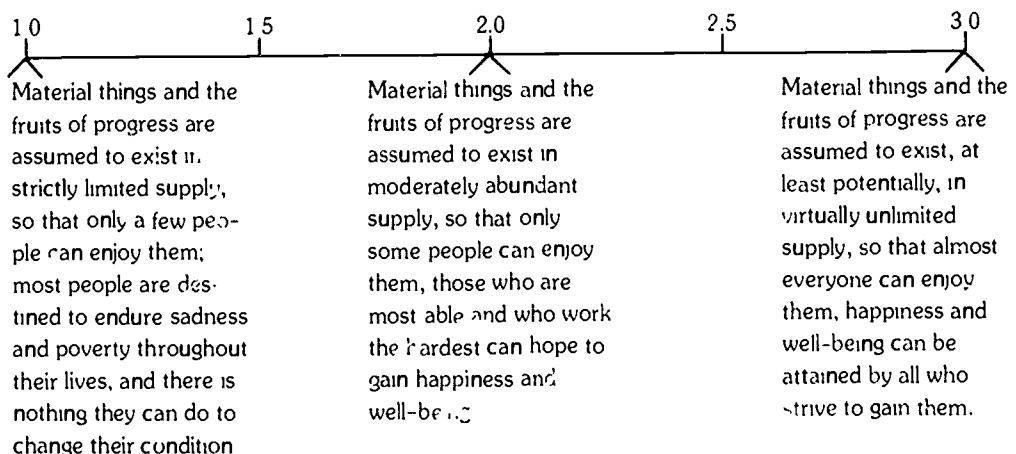 1 0 1 5 2.0 2.5 3 0
Material things and the
fruits of progress are
assumed to exist in
strictly limited supply,
so that only a few peo-
ple can enjoy them;
most people are des-
tined to endure sadness
and poverty throughout
their lives, and there is
nothing they can do to
change their condition
Material things and the
fruits of progress are
assumed to exist in
moderately abundant
supply, so that only
some people can enjoy
them, those who are
most able and who work
the hardest can hope to
gain happiness and
well-being
Material things and the
fruits of progress are
assumed to exist, at
least potentially, in
virtually unlimited
supply, so that almost
everyone can enjoy
them, happiness and
well-being can be
attained by all who
strive to gain them.